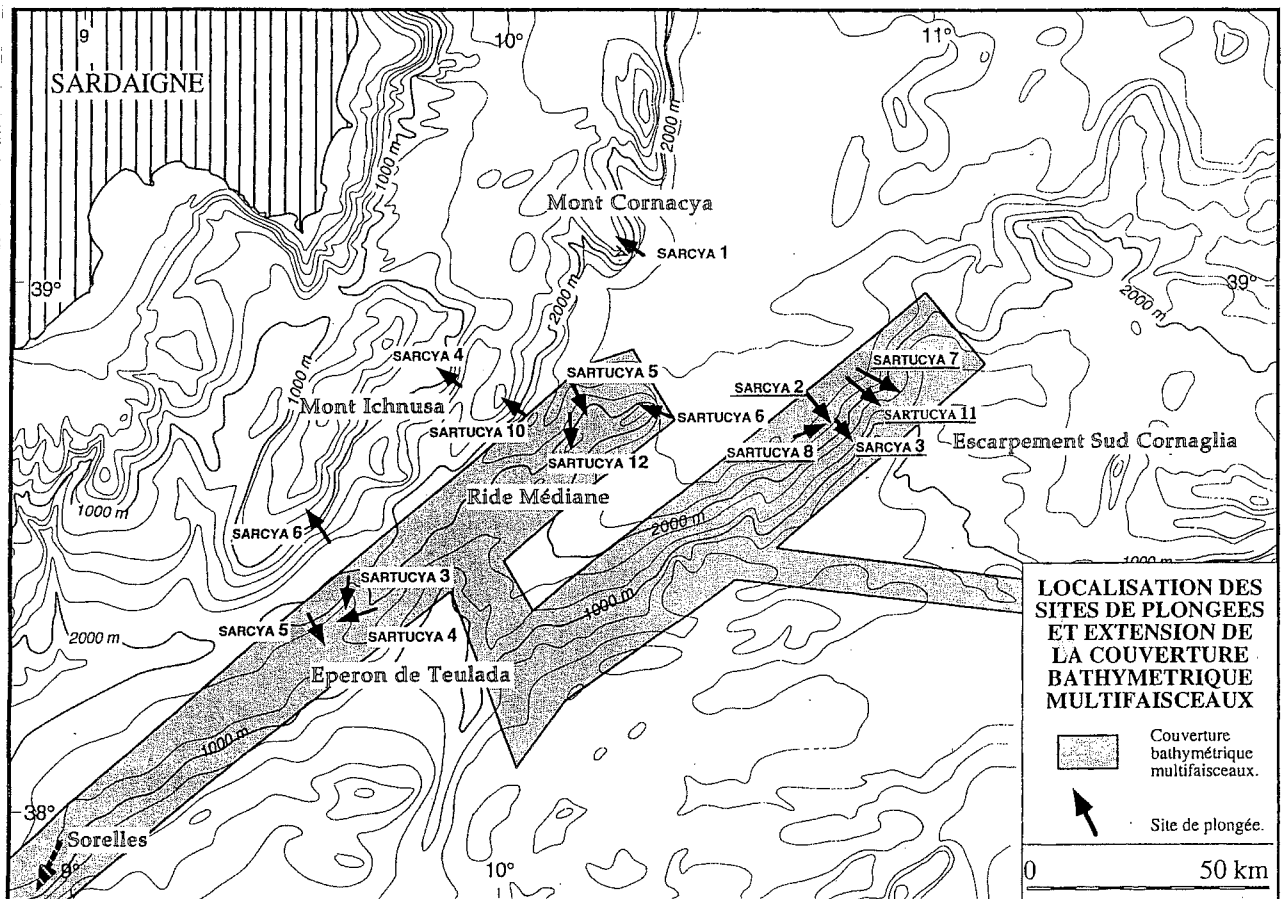 9
10°
11°
SARDAIGNE
1000 m
2000 m
Mont Cornacya
SARCYA 1
39°
39°
2000 m
2000 m
SARCYA 4
1000 m
Mont Ichnusa
SARTUCYA 5
SARTUCYA 7
SARCYA 2
SARTUCYA 10
SARTUCYA 6
SARTUCYA 11
SARTUCYA 12
SARTUCYA 8
SARCYA 3
Escarpement Sud Cornaglia
Ride Médiane
1000 m
2000 m
SARCYA 6
1000 m
SARTUCYA 3
1000 m
SARCYA 5
SARTUCYA 4
2000 m
Eperon de Teulada
1000 m
38°
Sorelles
9°
10°
LOCALISATION DES
SITES DE PLONGEES
ET EXTENSION DE
LA COUVERTURE
BATHYMETRIQUE
MULTIFAISCEAUX
Couverture
bathymétrique
multifaisceaux.
Site de plongée.
0 50 km